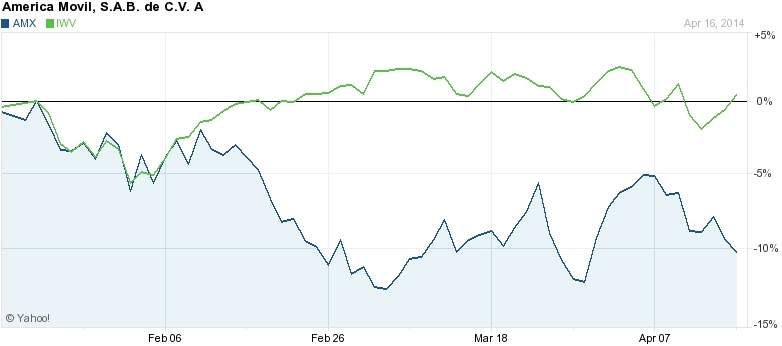 America Movil, S.A.B. de C.V. A
AMX IWV Apr 16, 2014
+5%
0%
-5%
-10%
-15%
© Yahoo!
Feb 06 Feb 26 Mar 18 Apr 07